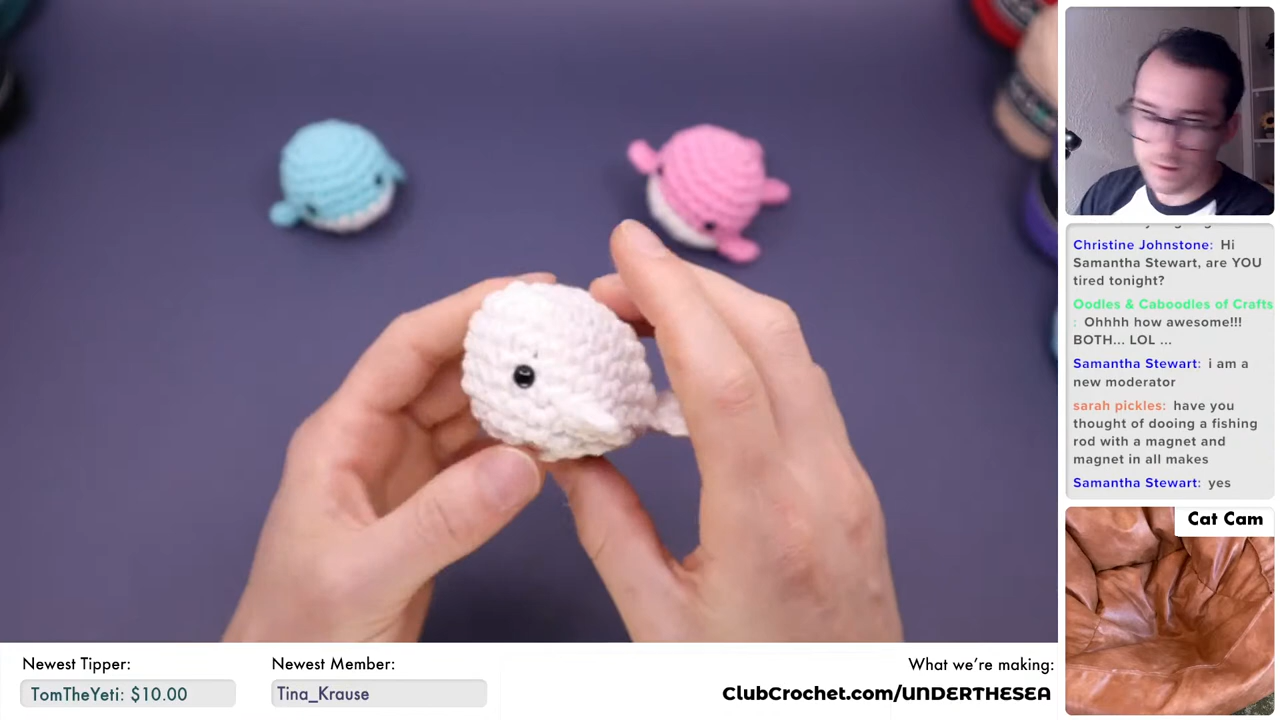 Christine Johnstone: Hi
Samantha Stewart, are YOU
tired tonight?
Oodles & Caboodles of Crafts
: Ohhhh how awesome!!!
BOTH... LOL ...
Samantha Stewart: i am a
new moderator
sarah pickles: have you
thought of dooing a fishing
rod with a magnet and
magnet in all makes
Samantha Stewart: yes
Cat Cam
Newest Tipper:
TomTheYeti: $10.00
Newest Member:
Tina_Krause
What we're making:
ClubCrochet.com/UNDERTHESEA